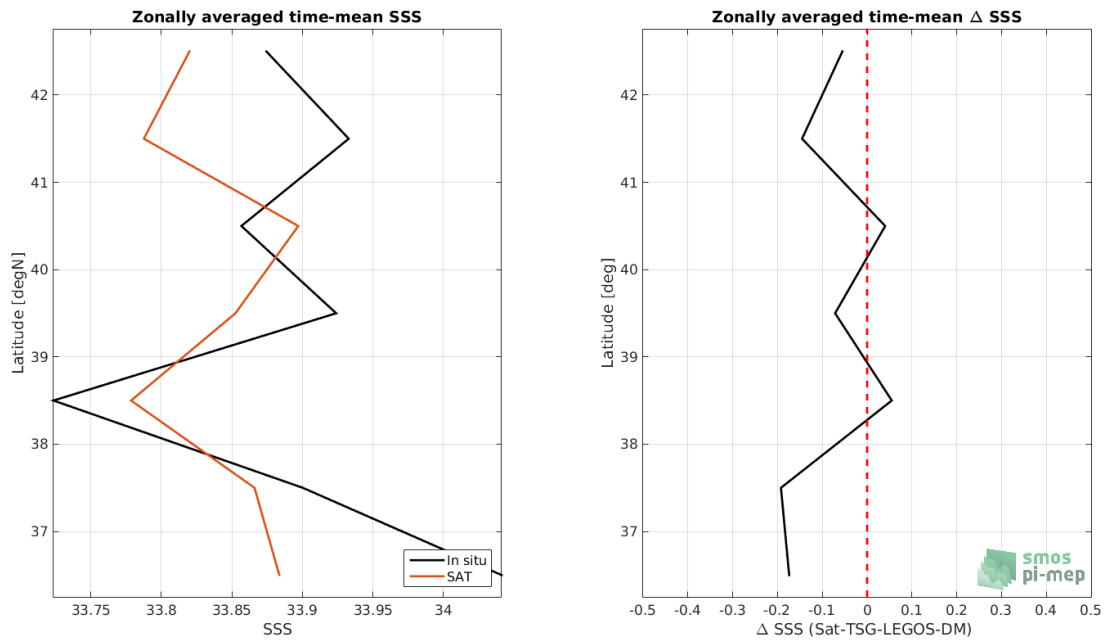 Zonally averaged time-mean SSS
Latitude [degN]
42
41
40
39
38
37
33.75 33.8 33.85 33.9 33.95 34
SSS
In situ
SAT
Zonally averaged time-mean Δ SSS
Latitude [deg]
42
41
40
39
38
37
-0.5 -0.4 -0.3 -0.2 -0.1 0 0.1 0.2 0.3 0.4 0.5
Δ SSS (Sat-TSG-LEGOS-DM)
smos
pi-mep